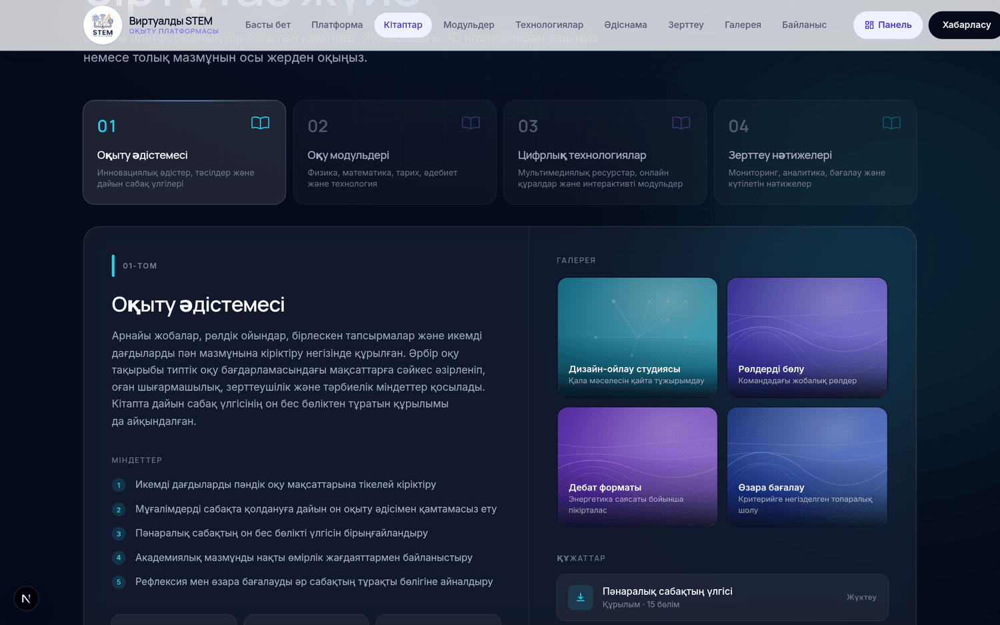 STEM
Виртуалды STEM
ОҚЫТУ ПЛАТФОРМАСЫ
Басты бет
Платформа
Кітаптар
Модульдер
Технологиялар
Әдіснама
Зерттеу
Галерея
Байланыс
Панель
Хабарласу
платформаның бір бағытын қамтиды. Жоғарыдағы 3D кітапханадан ашыңыз
немесе толық мазмұнын осы жерден оқыңыз.
01
Оқыту әдістемесі
Инновациялық әдістер, тәсілдер және
дайын сабақ үлгілері
02
Оқу модульдері
Физика, математика, тарих, әдебиет
және технология
03
Цифрлық технологиялар
Мультимедиялық ресурстар, онлайн
құралдар және интерактивті модульдер
04
Зерттеу нәтижелері
Мониторинг, аналитика, бағалау және
күтілетін нәтижелер
01-ТОМ
Оқыту әдістемесі
Арнайы жобалар, рөлдік ойындар, бірлескен тапсырмалар және икемді
дағдыларды пән мазмұнына кіріктіру негізінде құрылған. Әрбір оқу
тақырыбы типтік оқу бағдарламасындағы мақсаттарға сәйкес әзірленіп,
оған шығармашылық, зерттеушілік және тәрбиелік міндеттер қосылады.
Кітапта дайын сабақ үлгісінің он бес бөліктен тұратын құрылымы
да айқындалған.
МІНДЕТТЕР
1 Икемді дағдыларды пәндік оқу мақсаттарына тікелей кіріктіру
2 Мұғалімдерді сабақта қолдануға дайын он оқыту әдісімен қамтамасыз ету
3 Пәнаралық сабақтың он бес бөлікті үлгісін бірыңғайландыру
4 Академиялық мазмұнды нақты өмірлік жағдаяттармен байланыстыру
5 Рефлексия мен өзара бағалауды әр сабақтың тұрақты бөлігіне айналдыру
ГАЛЕРЕЯ
Дизайн-ойлау студиясы
Қала мәселесін қайта тұжырымдау
Рөлдерді бөлу
Командадағы жобалық рөлдер
Дебат форматы
Энергетика саясаты бойынша
пікірталас
Өзара бағалау
Критерийге негізделген топаралық
шолу
ҚҰЖАТТАР
Пәнаралық сабақтың үлгісі
Құрылым · 15 бөлім
Жүктеу
N